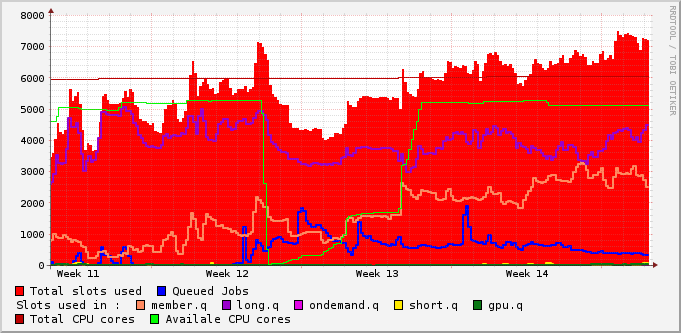 8000
7000
6000
5000
4000
3000
2000
1000
0
Week 11 Week 12 Week 13 Week 14
Total slots used Queued Jobs
Slots used in : member.q long.q ondemand.q short.q gpu.q
Total CPU cores Availale CPU cores
RRDTOOL / TOBI OETIKER